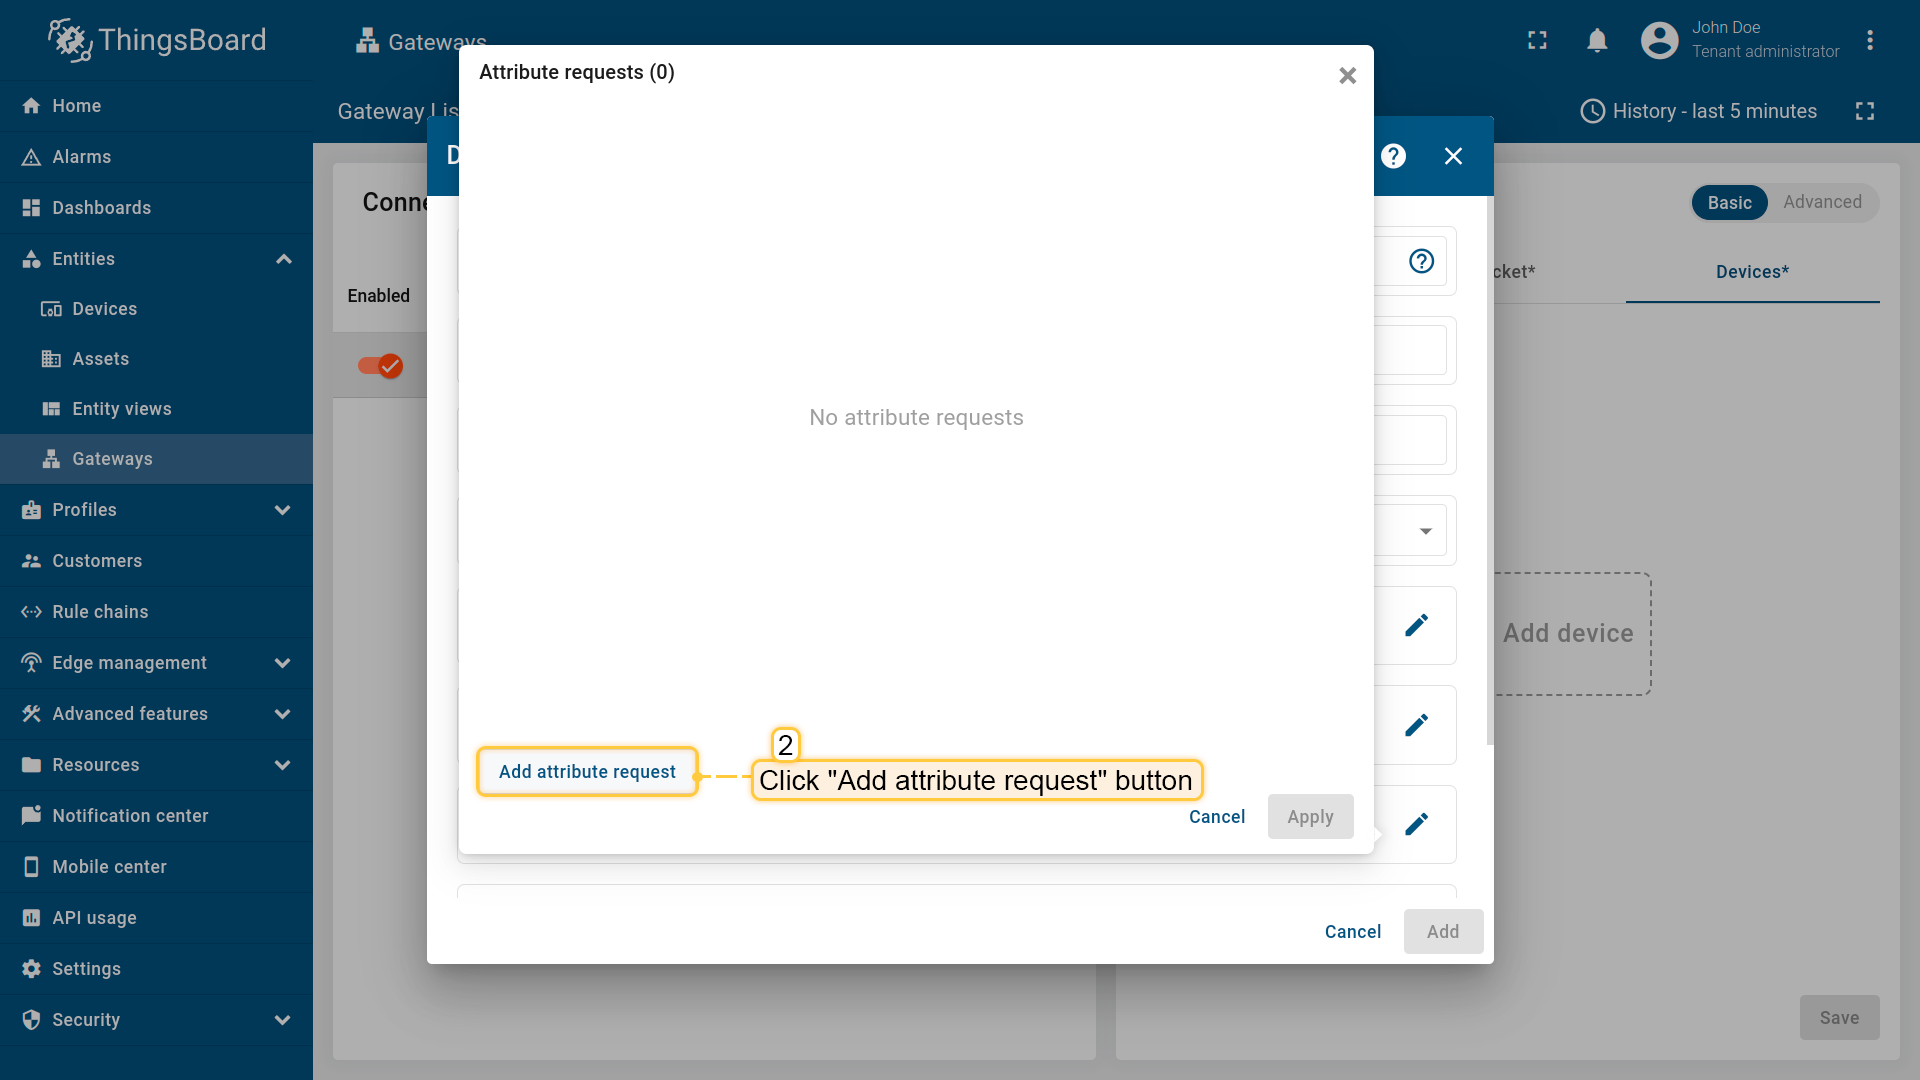 ThingsBoard
Gateways
John Doe
Tenant administrator
Home
Alarms
Dashboards
Entities
Devices
Assets
Entity views
Gateways
Profiles
Customers
Rule chains
Edge management
Advanced features
Resources
Notification center
Mobile center
API usage
Settings
Security
Gateway Lis
History - last 5 minutes
Attribute requests (0)
D
Conne
Enabled
Basic
Advanced
cket*
Devices*
No attribute requests
Add device
2
Add attribute request
Click "Add attribute request" button
Cancel
Apply
Cancel
Add
Save